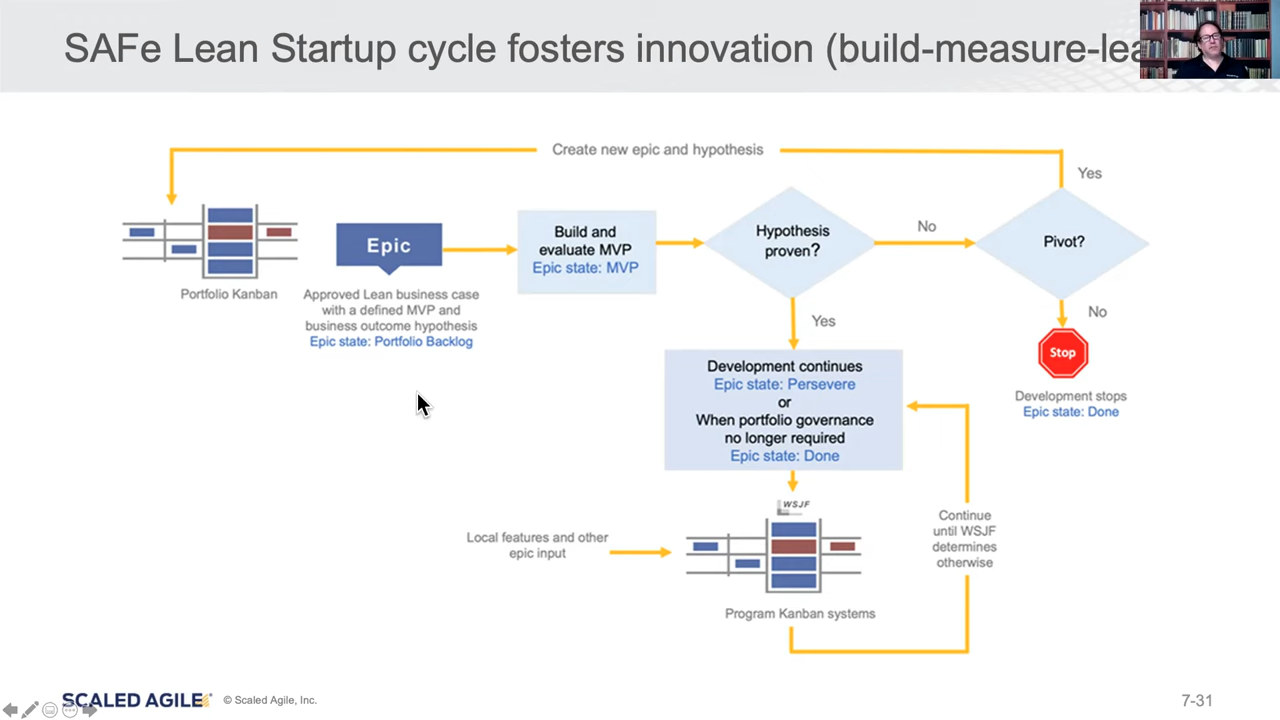 SAFe Lean Startup cycle fosters innovation (build-measure-lea
Create new epic and hypothesis
Yes
Epic
Build and
evaluate MVP
Epic state: MVP
Hypothesis
proven?
No
Pivot?
Portfolio Kanban
Approved Lean business case
with a defined MVP and
business outcome hypothesis
Epic state: Portfolio Backlog
Yes
No
Stop
Development stops
Epic state: Done
Development continues
Epic state: Persevere
or
When portfolio governance
no longer required
Epic state: Done
WSJF
Local features and other
epic input
Continue
until WSJF
determines
otherwise
Program Kanban systems
SCALED AGILE
© Scaled Agile, Inc.
7-31